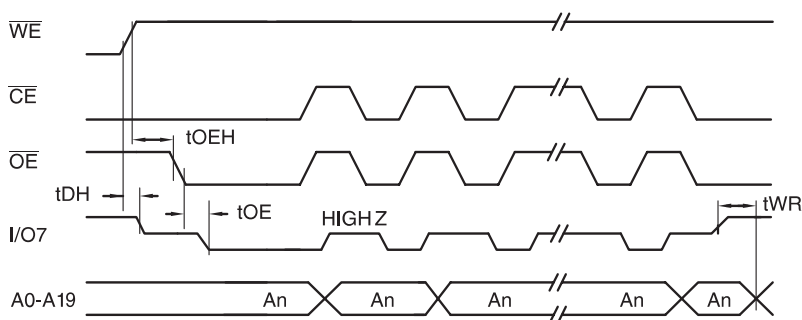 WE
CE
tOEH
OE
tDH
tOE
HIGH Z
tWR
I/O7
A0-A19
An
An
An
An
An